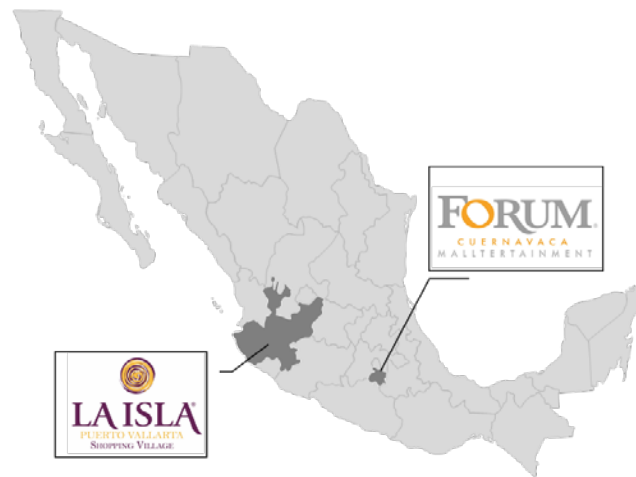 FORUM
CUERNAVACA
MALLTERTAINMENT
LA ISLA
PUERTO VALLARTA
SHOPPING VILLAGE